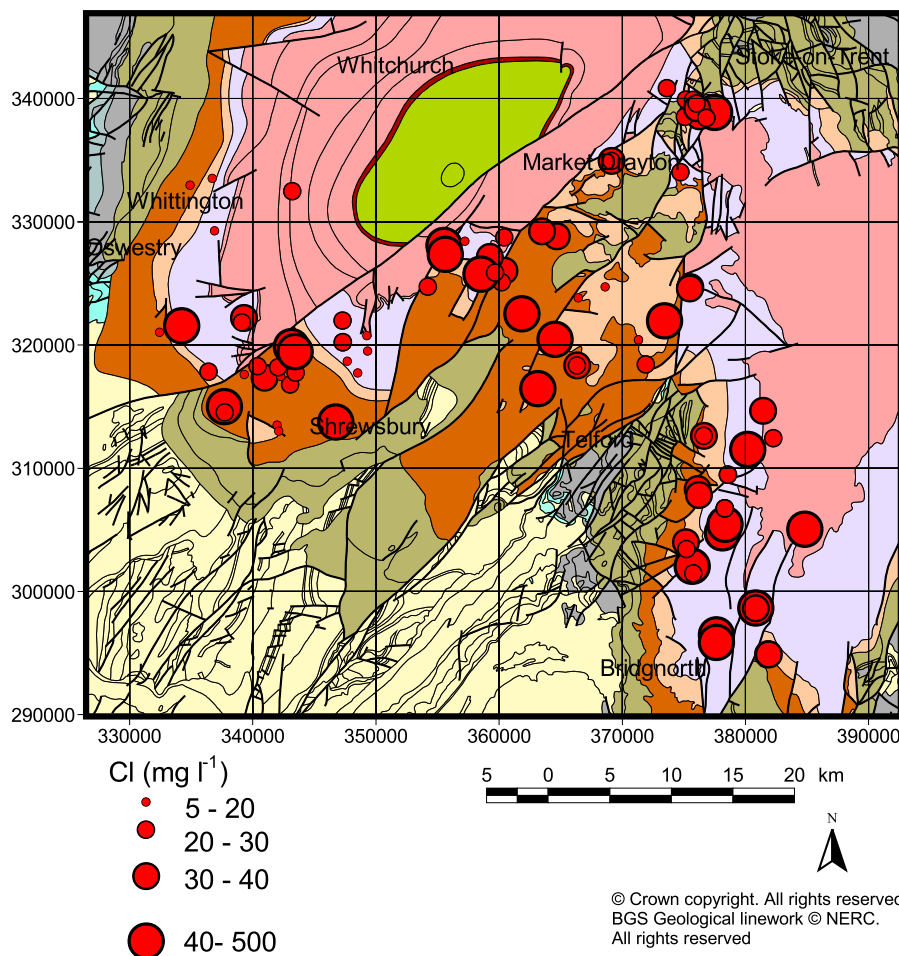 Whitchurch
Stoke-on-Trent
340000
Market Drayton
Whittington
330000
Oswestry
320000
Shrewsbury
Telford
310000
300000
Bridgnorth
290000
330000 340000 350000 360000 370000 380000 390000
Cl (mg l-1)
5 0 5 10 15 20 km
5 - 20
20 - 30
N
30 - 40
© Crown copyright. All rights reserved
BGS Geological linework © NERC.
All rights reserved
40- 500